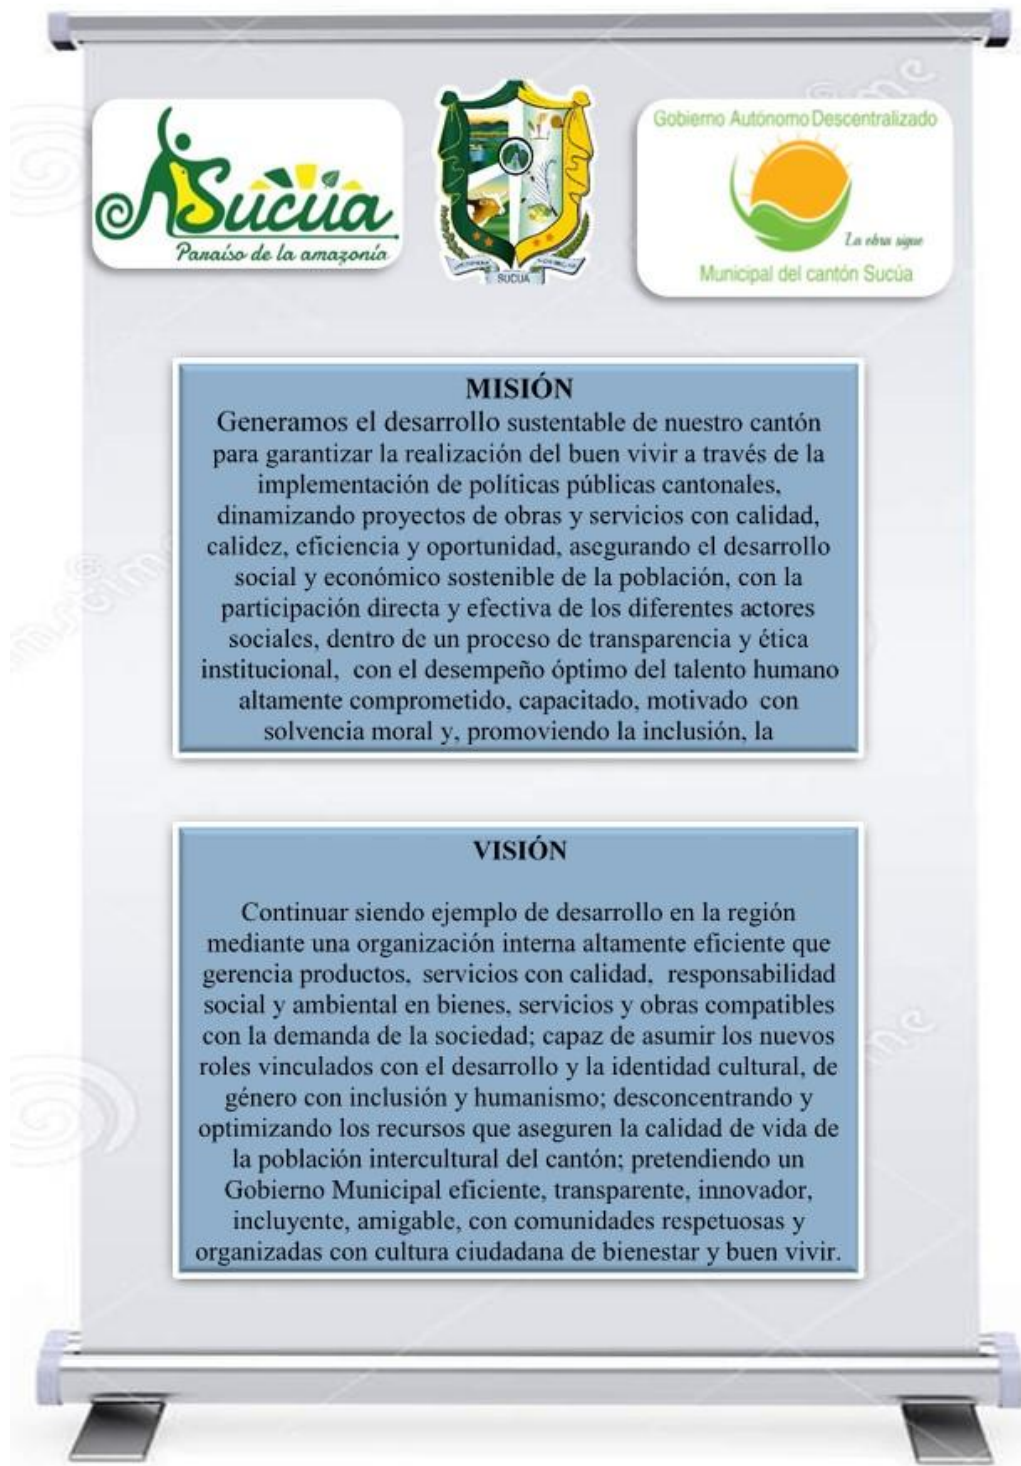 Sucúa
Paraíso de la amazonía
SUCUA
Gobierno Autónomo Descentralizado
La obra sigue
Municipal del cantón Sucúa
MISIÓN
Generamos el desarrollo sustentable de nuestro cantón
para garantizar la realización del buen vivir a través de la
implementación de políticas públicas cantonales,
dinamizando proyectos de obras y servicios con calidad,
calidez, eficiencia y oportunidad, asegurando el desarrollo
social y económico sostenible de la población, con la
participación directa y efectiva de los diferentes actores
sociales, dentro de un proceso de transparencia y ética
institucional, con el desempeño óptimo del talento humano
altamente comprometido, capacitado, motivado con
solvencia moral y, promoviendo la inclusión, la
VISIÓN
Continuar siendo ejemplo de desarrollo en la región
mediante una organización interna altamente eficiente que
gerencia productos, servicios con calidad, responsabilidad
social y ambiental en bienes, servicios y obras compatibles
con la demanda de la sociedad; capaz de asumir los nuevos
roles vinculados con el desarrollo y la identidad cultural, de
género con inclusión y humanismo; desconcentrando y
optimizando los recursos que aseguren la calidad de vida de
la población intercultural del cantón; pretendiendo un
Gobierno Municipal eficiente, transparente, innovador,
incluyente, amigable, con comunidades respetuosas y
organizadas con cultura ciudadana de bienestar y buen vivir.